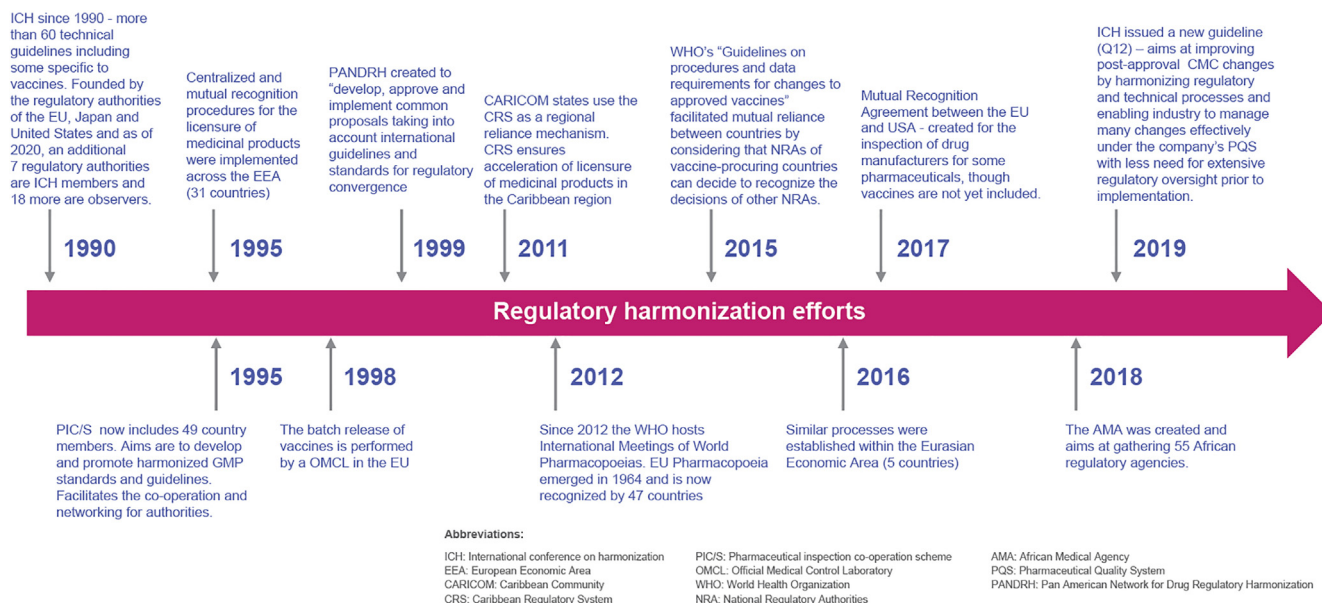 ICH since 1990 - more
than 60 technical
guidelines including
some specific to
vaccines. Founded by
the regulatory authorities
of the EU, Japan and
United States and as of
2020, an additional
7 regulatory authorities
are ICH members and
18 more are observers.
Centralized and
mutual recognition
procedures for the
licensure of
medicinal products
were implemented
across the EEA
(31 countries)
PANDRH created to
“develop, approve and
implement common
proposals taking into
account international
guidelines and
standards for regulatory
convergence
CARICOM states use the
CRS as a regional
reliance mechanism.
CRS ensures
acceleration of licensure
of medicinal products in
the Caribbean region
WHO's “Guidelines on
procedures and data
requirements for changes to
approved vaccines”
facilitated mutual reliance
between countries by
considering that NRAs of
vaccine-procuring countries
can decide to recognize the
decisions of other NRAs.
Mutual Recognition
Agreement between the EU
and USA - created for the
inspection of drug
manufacturers for some
pharmaceuticals, though
vaccines are not yet included.
ICH issued a new guideline
(Q12) – aims at improving
post-approval CMC changes
by harmonizing regulatory
and technical processes and
enabling industry to manage
many changes effectively
under the company's PQS
with less need for extensive
regulatory oversight prior to
implementation.
1990
1995
1999
2011
2015
2017
2019
Regulatory harmonization efforts
1995
1998
2012
2016
2018
PIC/S now includes 49 country
members. Aims are to develop
and promote harmonized GMP
standards and guidelines.
Facilitates the co-operation and
networking for authorities.
The batch release of
vaccines is performed
by a OMCL in the EU
Since 2012 the WHO hosts
International Meetings of World
Pharmacopoeias. EU Pharmacopoeia
emerged in 1964 and is now
recognized by 47 countries
Similar processes were
established within the Eurasian
Economic Area (5 countries)
The AMA was created and
aims at gathering 55 African
regulatory agencies.
Abbreviations:
ICH: International conference on harmonization
EEA: European Economic Area
CARICOM: Caribbean Community
CRS: Caribbean Regulatory System
PIC/S: Pharmaceutical inspection co-operation scheme
OMCL: Official Medical Control Laboratory
WHO: World Health Organization
NRA: National Regulatory Authorities
AMA: African Medical Agency
PQS: Pharmaceutical Quality System
PANDRH: Pan American Network for Drug Regulatory Harmonization